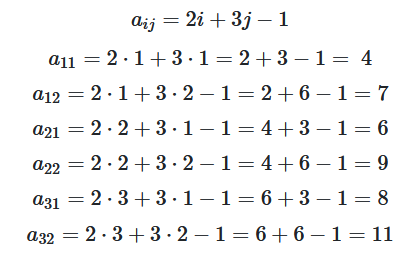 a_{ij} = 2i + 3j − 1
a_{11} = 2 · 1 + 3 · 1 = 2 + 3 − 1 = 4
a_{12} = 2 · 1 + 3 · 2 − 1 = 2 + 6 − 1 = 7
a_{21} = 2 · 2 + 3 · 1 − 1 = 4 + 3 − 1 = 6
a_{22} = 2 · 2 + 3 · 2 − 1 = 4 + 6 − 1 = 9
a_{31} = 2 · 3 + 3 · 1 − 1 = 6 + 3 − 1 = 8
a_{32} = 2 · 3 + 3 · 2 − 1 = 6 + 6 − 1 = 11